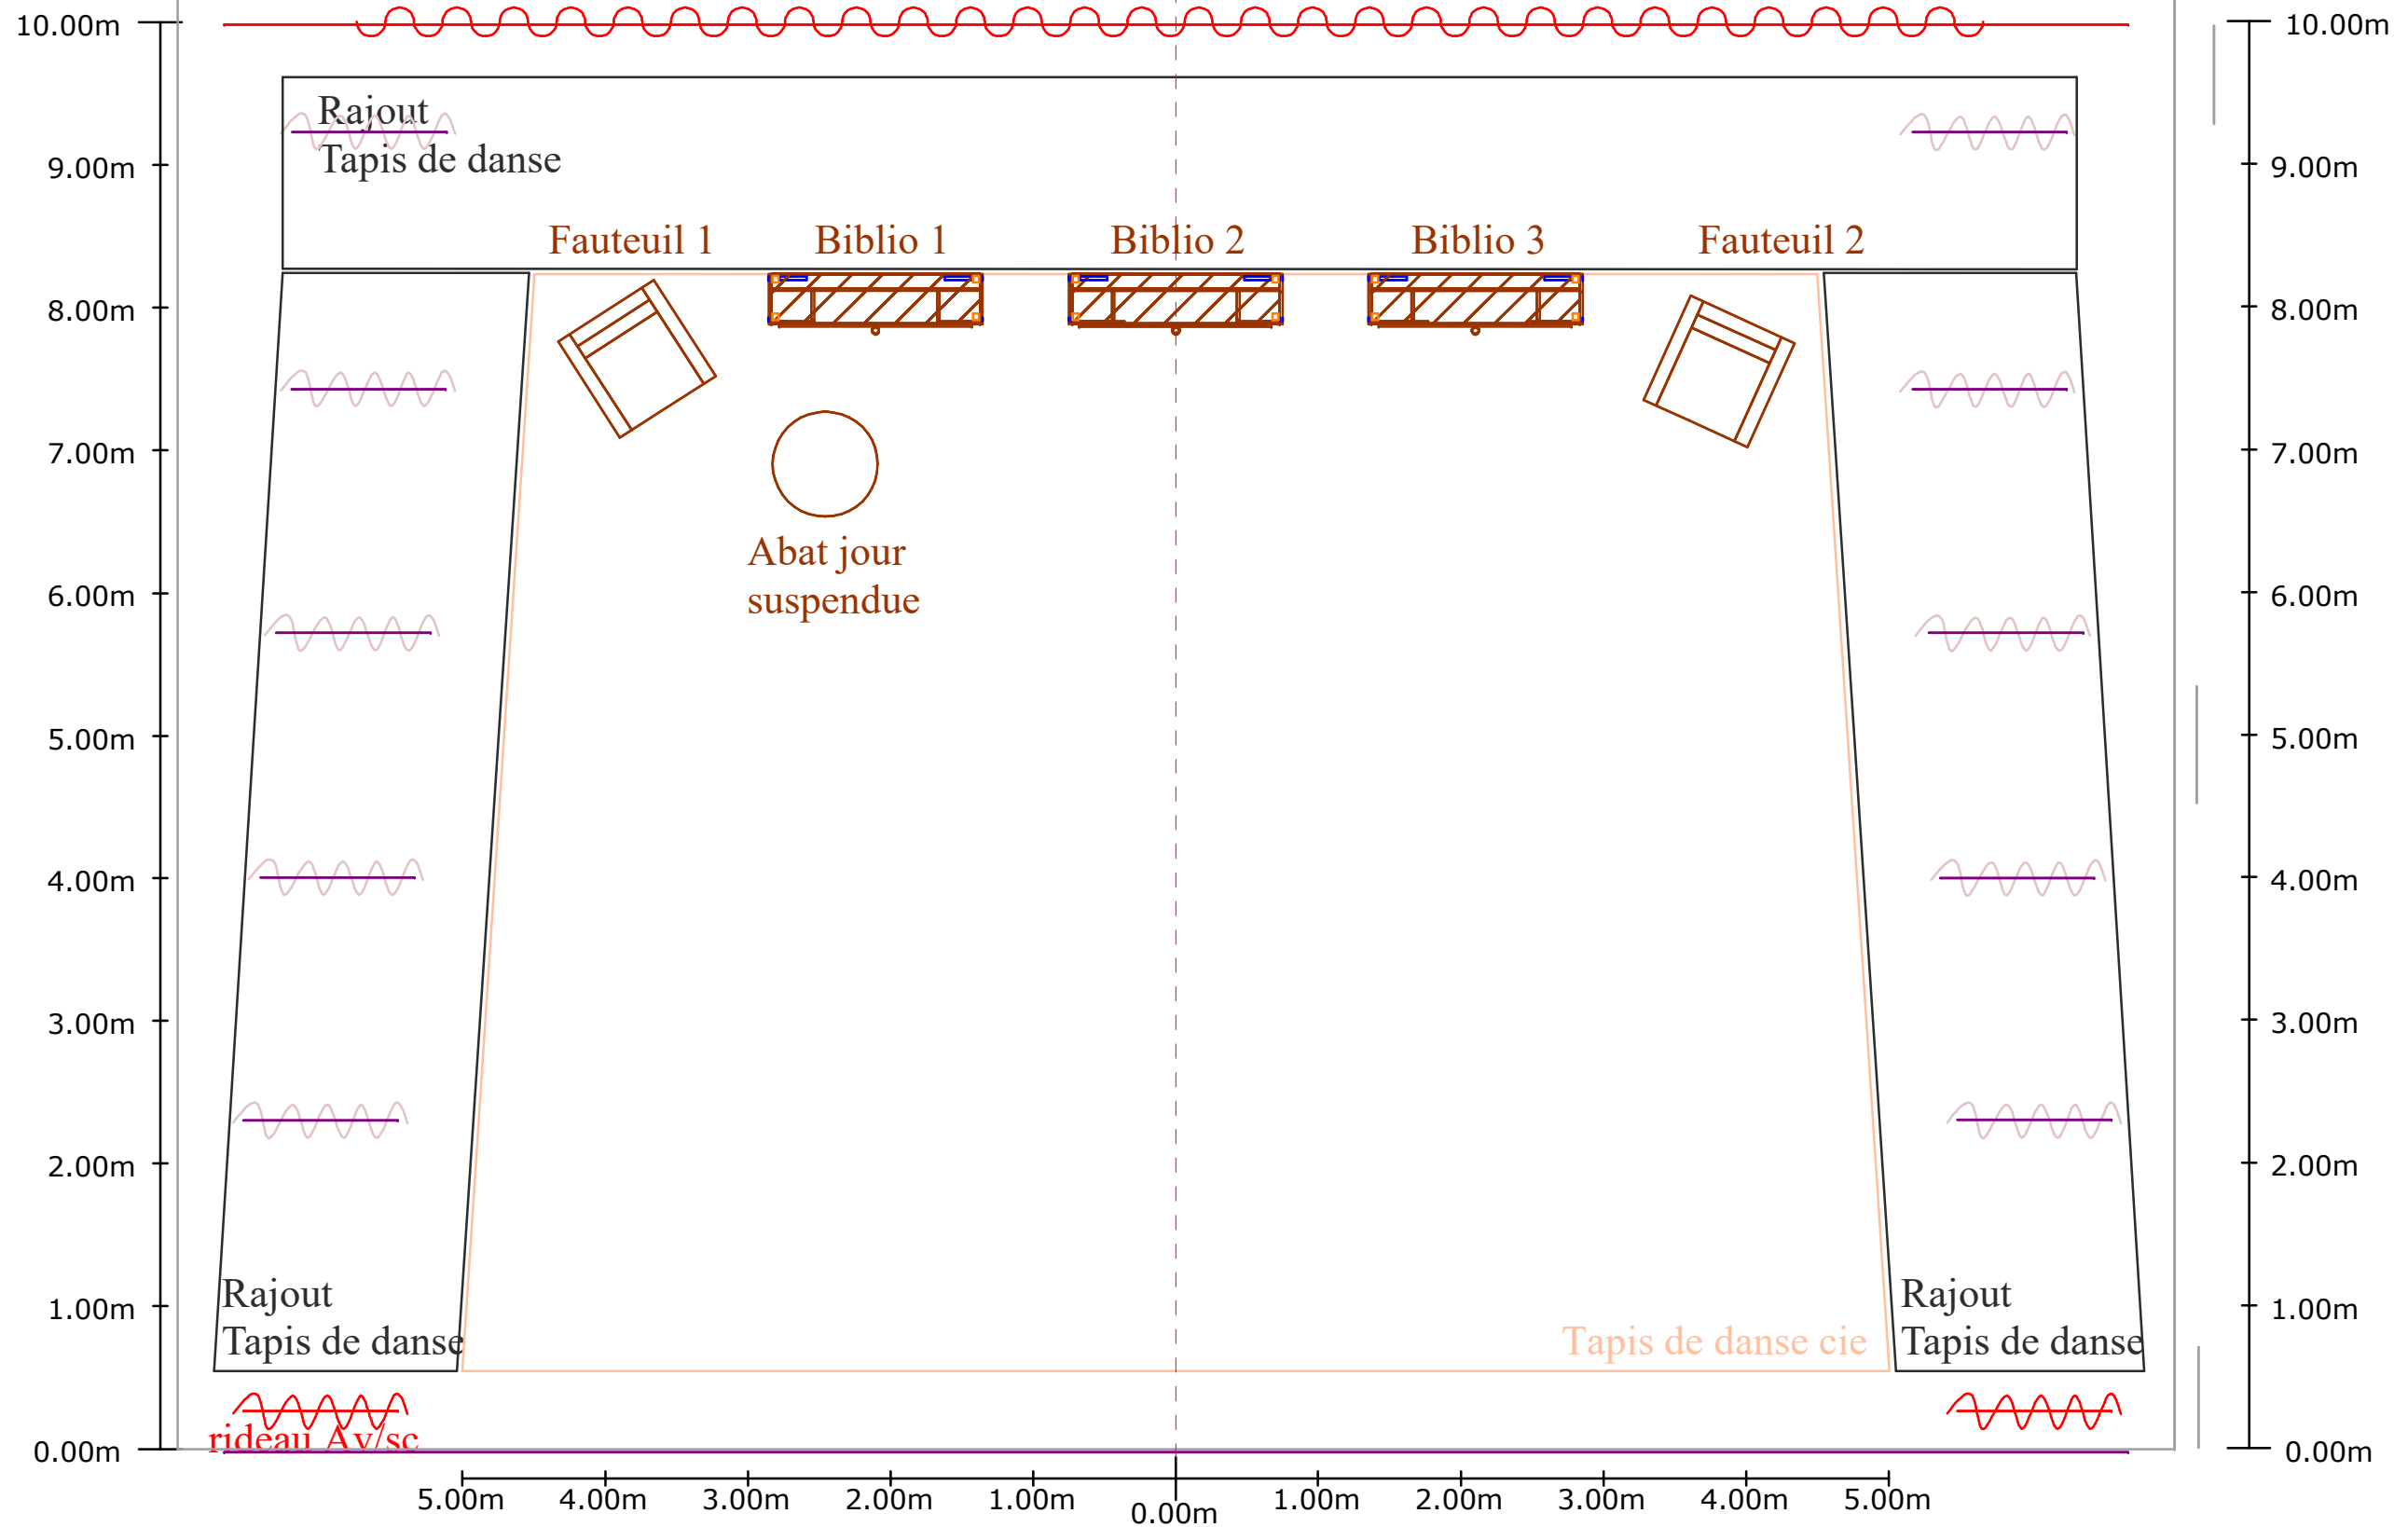 10.00m
10.00m
Rajout
Tapis de danse
9.00m
9.00m
Fauteuil 1
Biblio 1
Biblio 2
Biblio 3
Fauteuil 2
8.00m
8.00m
7.00m
7.00m
Abat jour
suspendue
6.00m
6.00m
5.00m
5.00m
4.00m
4.00m
3.00m
3.00m
2.00m
2.00m
1.00m
1.00m
Rajout
Tapis de danse
Tapis de danse cie
Rajout
Tapis de danse
rideau Av/sc
0.00m
0.00m
5.00m
4.00m
3.00m
2.00m
1.00m
0.00m
1.00m
2.00m
3.00m
4.00m
5.00m